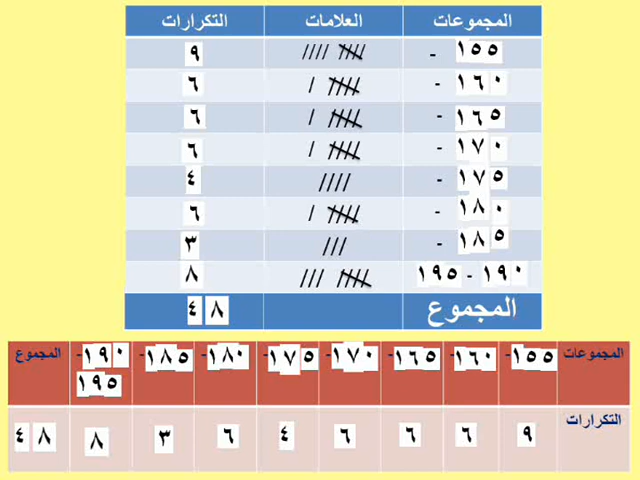 المجموعات العلامات التكرارات
١٥٥ - //// //// ٩
١٦٠ - //// / ٦
١٦٥ - //// / ٦
١٧٠ - //// / ٦
١٧٥ - //// ٤
١٨٠ - //// / ٦
١٨٥ - /// ٣
١٩٠ - ١٩٥ //// /// ٨
المجموع ٤٨
المجموعات ١٥٥- ١٦٠- ١٦٥- ١٧٠- ١٧٥- ١٨٠- ١٨٥- ١٩٠- المجموع
١٩٥
التكرارات ٩ ٦ ٦ ٦ ٤ ٦ ٣ ٨ ٤٨